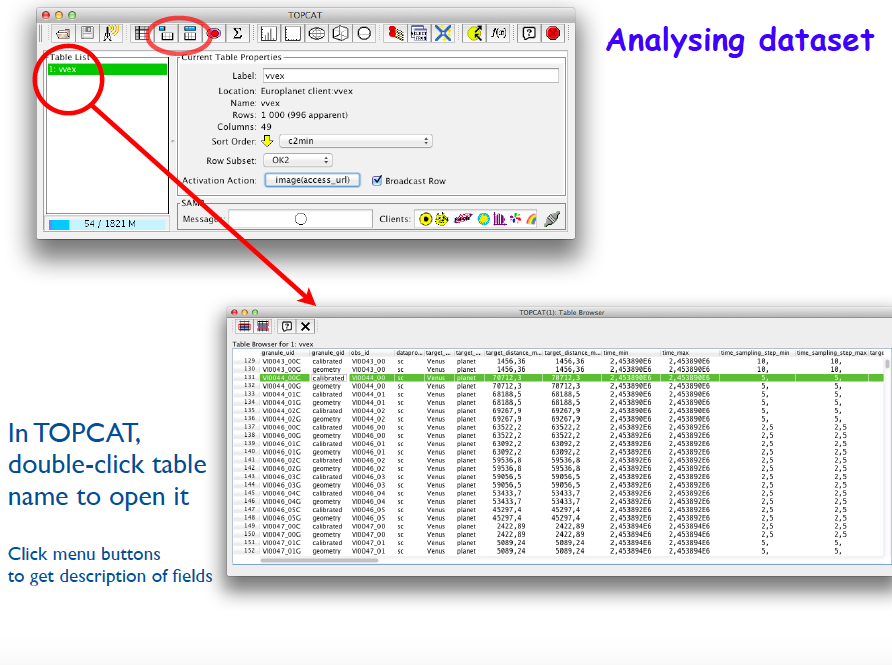 TOPCAT
Analysing dataset
Table List
1: vvex
Current Table Properties
Label: vvex
Location: Europlanet client:vvex
Name: vvex
Rows: 1 000 (996 apparent)
Columns: 49
Sort Order: c2min
Row Subset: OK2
Activation Action: image(access_url) Broadcast Row
SAMP
Messages: Clients:
54 / 1821 M
TOPCAT(1): Table Browser
Table Browser for 1: vvex
granule_uid granule_gid obs_id datapro... target_... target_... target_distance_m... target_distance_m... time_min time_max time_sampling_step_min time_sampling_step_max target
129 VI0043_00C calibrated VI0043_00 sc Venus planet 1456,36 1456,36 2,453890E6 2,453890E6 10, 10,
130 VI0043_00G geometry VI0043_00 sc Venus planet 1456,36 1456,36 2,453890E6 2,453890E6 10, 10,
131 VI0044_00C calibrated VI0044_00 sc Venus planet 70712,3 70712,3 2,453890E6 2,453890E6 5, 5,
132 VI0044_00G geometry VI0044_00 sc Venus planet 70712,3 70712,3 2,453890E6 2,453890E6 5, 5,
133 VI0044_01C calibrated VI0044_01 sc Venus planet 68188,5 68188,5 2,453890E6 2,453890E6 5, 5,
134 VI0044_01G geometry VI0044_01 sc Venus planet 68188,5 68188,5 2,453890E6 2,453890E6 5, 5,
135 VI0044_02C calibrated VI0044_02 sc Venus planet 69267,9 69267,9 2,453890E6 2,453890E6 5, 5,
136 VI0044_02G geometry VI0044_02 sc Venus planet 69267,9 69267,9 2,453890E6 2,453890E6 5, 5,
137 VI0046_00C calibrated VI0046_00 sc Venus planet 63522,2 63522,2 2,453892E6 2,453892E6 2,5 2,5
138 VI0046_00G geometry VI0046_00 sc Venus planet 63522,2 63522,2 2,453892E6 2,453892E6 2,5 2,5
139 VI0046_01C calibrated VI0046_01 sc Venus planet 63092,2 63092,2 2,453892E6 2,453892E6 2,5 2,5
140 VI0046_01G geometry VI0046_01 sc Venus planet 63092,2 63092,2 2,453892E6 2,453892E6 2,5 2,5
141 VI0046_02C calibrated VI0046_02 sc Venus planet 59536,8 59536,8 2,453892E6 2,453892E6 2,5 2,5
142 VI0046_02G geometry VI0046_02 sc Venus planet 59536,8 59536,8 2,453892E6 2,453892E6 2,5 2,5
143 VI0046_03C calibrated VI0046_03 sc Venus planet 59056,5 59056,5 2,453892E6 2,453892E6 2,5 2,5
144 VI0046_03G geometry VI0046_03 sc Venus planet 59056,5 59056,5 2,453892E6 2,453892E6 2,5 2,5
145 VI0046_04C calibrated VI0046_04 sc Venus planet 53433,7 53433,7 2,453892E6 2,453892E6 2,5 2,5
146 VI0046_04G geometry VI0046_04 sc Venus planet 53433,7 53433,7 2,453892E6 2,453892E6 2,5 2,5
147 VI0046_05C calibrated VI0046_05 sc Venus planet 45297,4 45297,4 2,453892E6 2,453892E6 2,5 2,5
148 VI0046_05G geometry VI0046_05 sc Venus planet 45297,4 45297,4 2,453892E6 2,453892E6 2,5 2,5
149 VI0047_00C calibrated VI0047_00 sc Venus planet 2422,89 2422,89 2,453894E6 2,453894E6 2,5 2,5
150 VI0047_00G geometry VI0047_00 sc Venus planet 2422,89 2422,89 2,453894E6 2,453894E6 2,5 2,5
151 VI0047_01C calibrated VI0047_01 sc Venus planet 5089,24 5089,24 2,453894E6 2,453894E6 5, 5,
152 VI0047_01G geometry VI0047_01 sc Venus planet 5089,24 5089,24 2,453894E6 2,453894E6 5, 5,
In TOPCAT,
double-click table
name to open it
Click menu buttons
to get description of fields